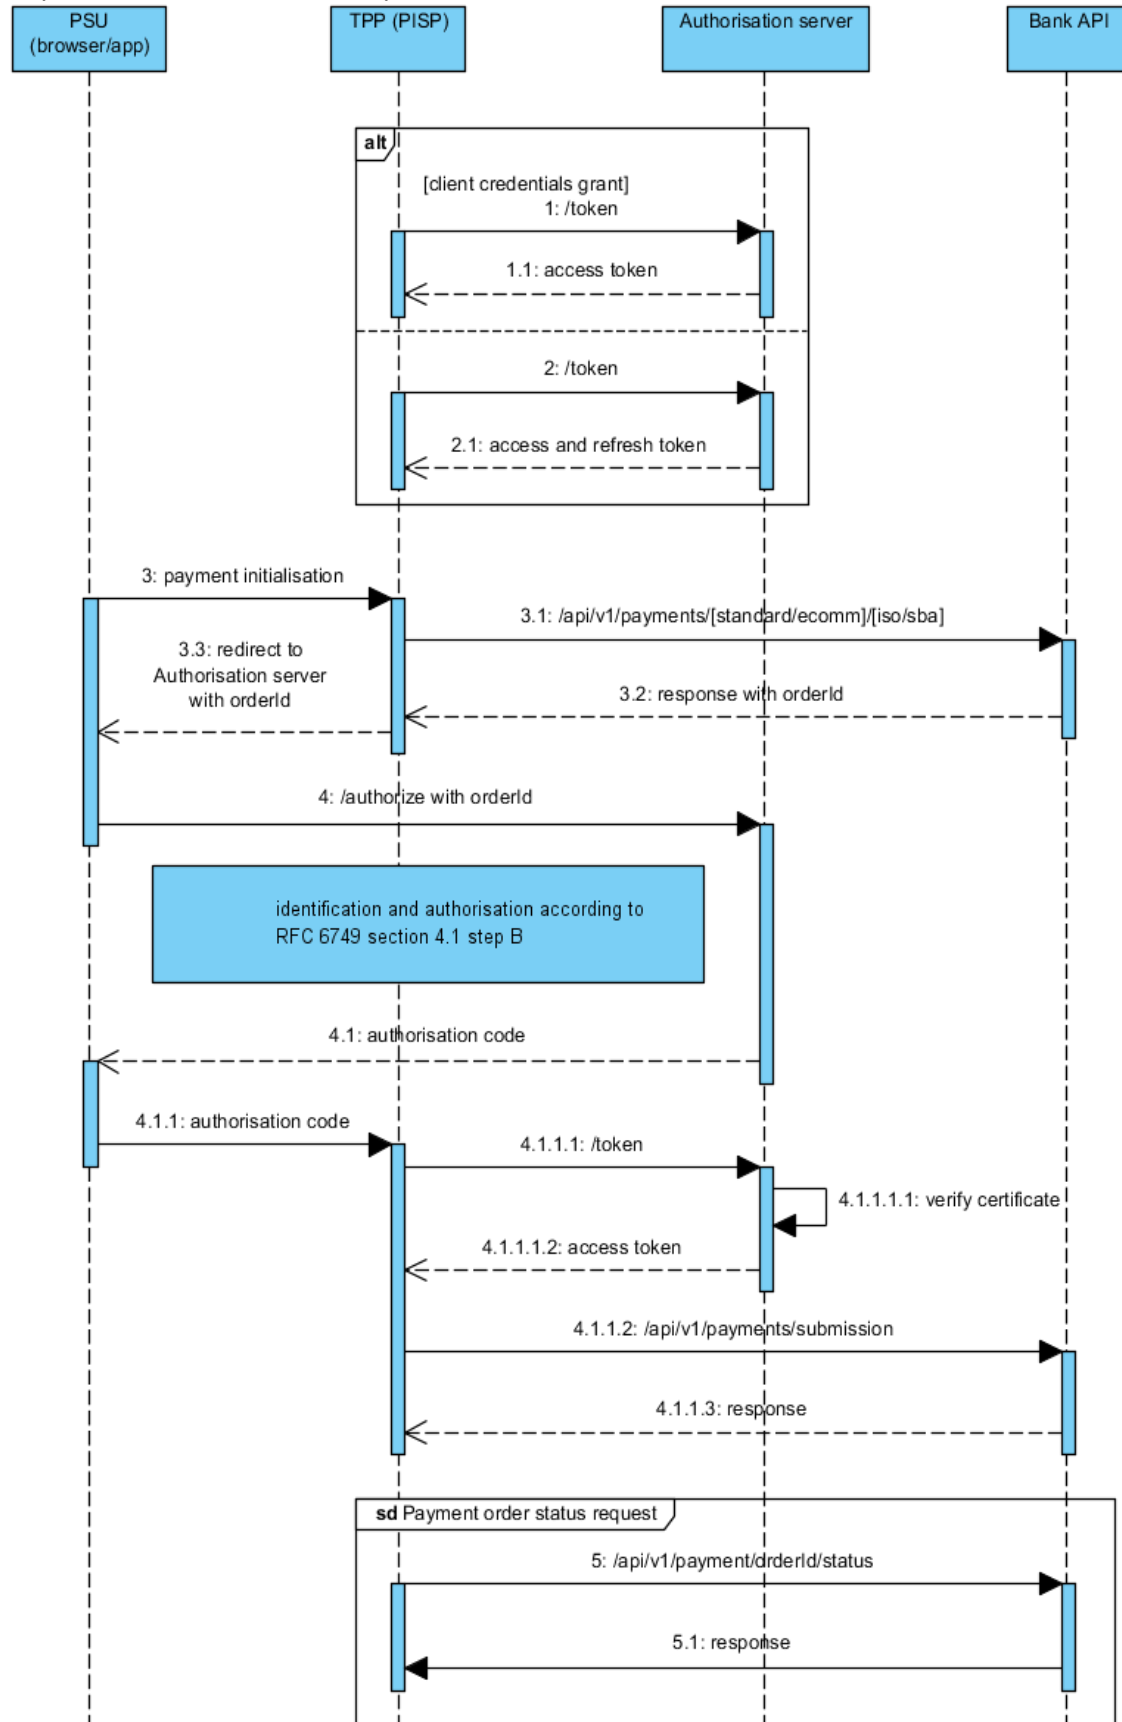 PSU
(browser/app)
TPP (PISP)
Authorisation server
Bank API
alt
[client credentials grant]
1: /token
1.1: access token
2: /token
2.1: access and refresh token
3: payment initialisation
3.1: /api/v1/payments/[standard/ecomm]/[iso/sba]
3.3: redirect to
Authorisation server
with orderId
3.2: response with orderId
4: /authorize with orderId
identification and authorisation according to
RFC 6749 section 4.1 step B
4.1: authorisation code
4.1.1: authorisation code
4.1.1.1: /token
4.1.1.1.1: verify certificate
4.1.1.1.2: access token
4.1.1.2: /api/v1/payments/submission
4.1.1.3: response
sd Payment order status request
5: /api/v1/payment/orderId/status
5.1: response